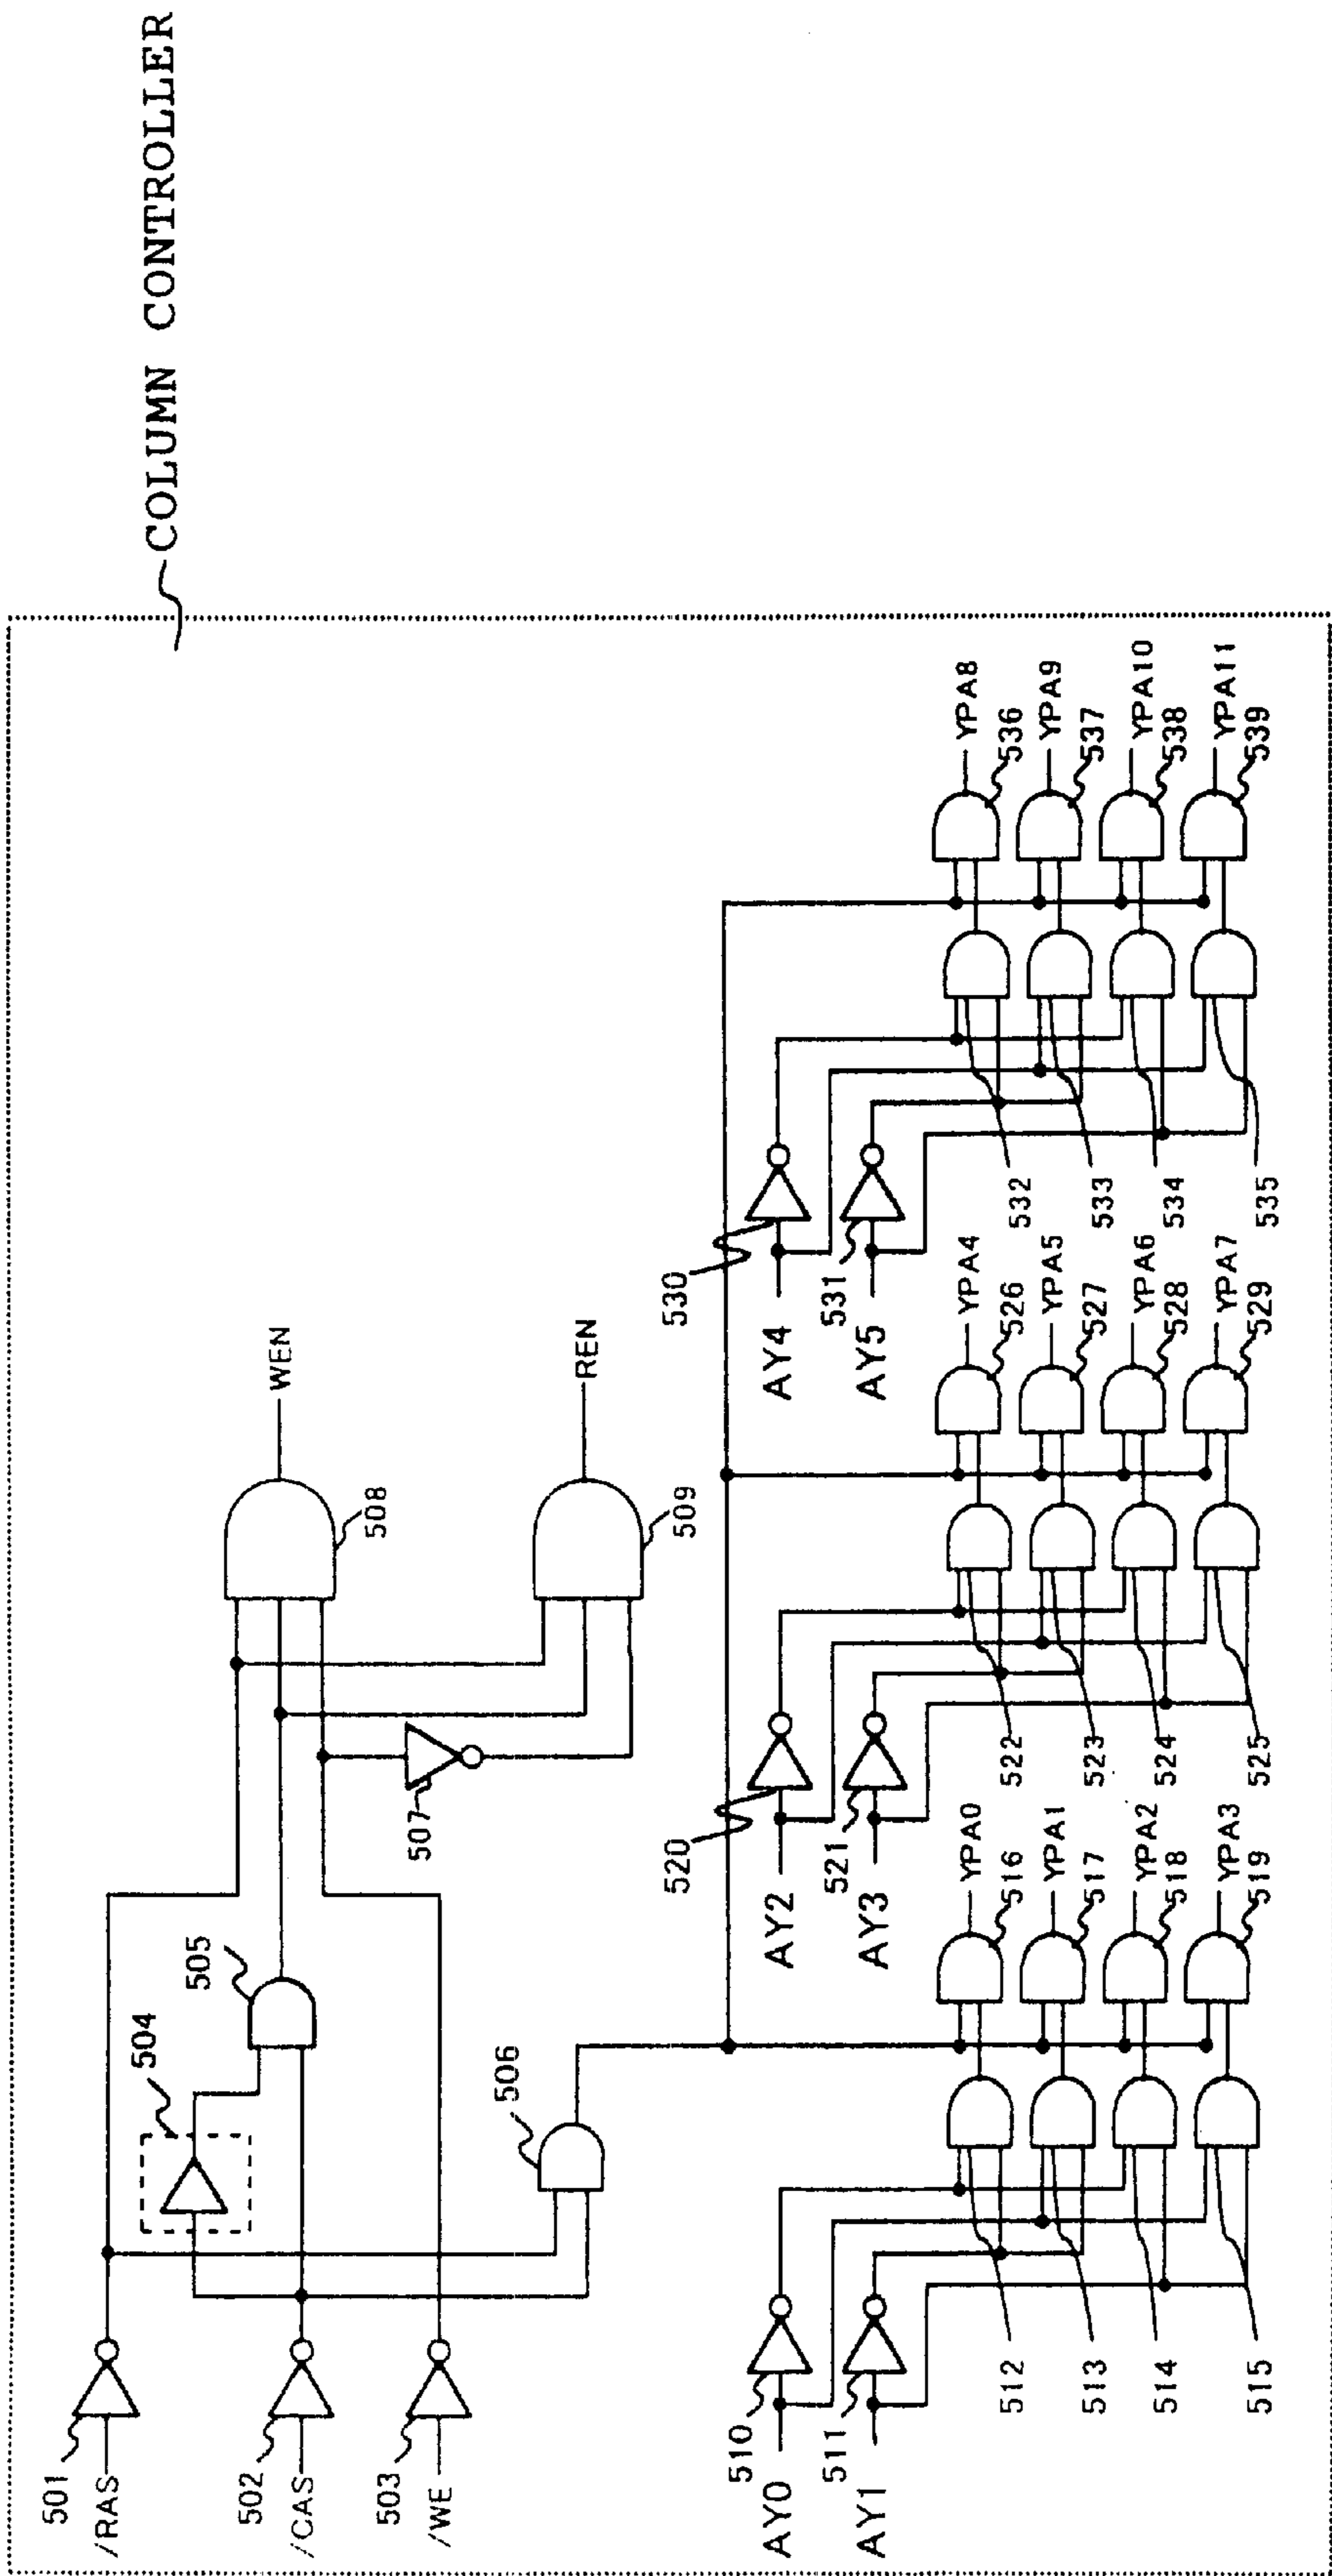 COLUMN CONTROLLER
501
/RAS
502
/CAS
503
/WE
504
505
506
507
508
WEN
509
REN
510
AY0
511
AY1
512
513
514
515
YPA0
516
YPA1
517
YPA2
518
YPA3
519
520
AY2
521
AY3
522
523
524
525
YPA4
526
YPA5
527
YPA6
528
YPA7
529
530
AY4
531
AY5
532
533
534
535
YPA8
536
YPA9
537
YPA10
538
YPA11
539